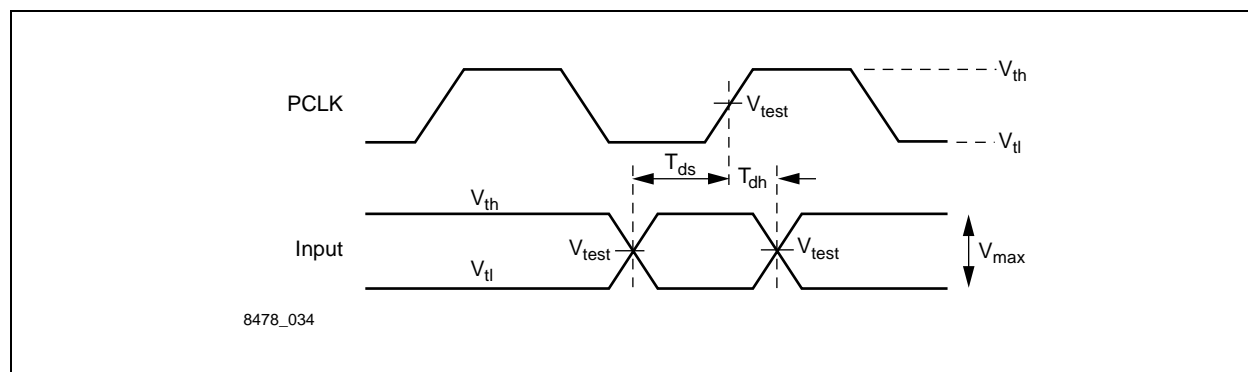 V_th
PCLK
V_test
V_tl
T_ds
T_dh
V_th
Input
V_test
V_test
V_max
V_tl
8478_034